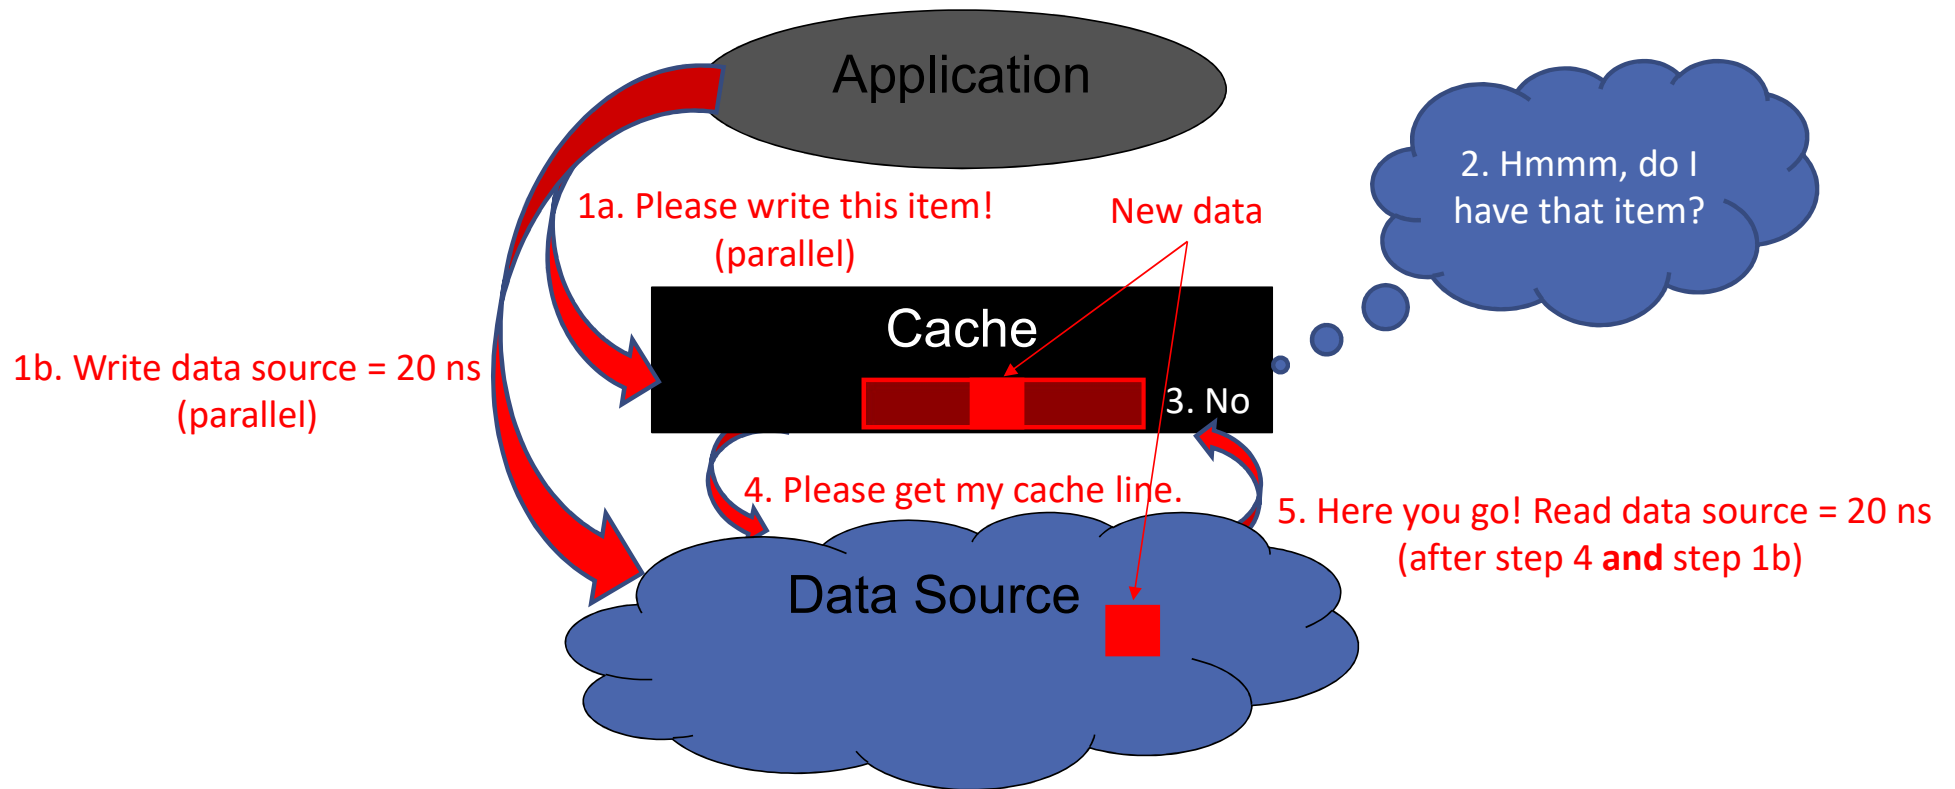 Application
1a. Please write this item!
(parallel)
New data
2. Hmmm, do I
have that item?
Cache
1b. Write data source = 20 ns
(parallel)
3. No
4. Please get my cache line.
5. Here you go! Read data source = 20 ns
(after step 4 and step 1b)
Data Source